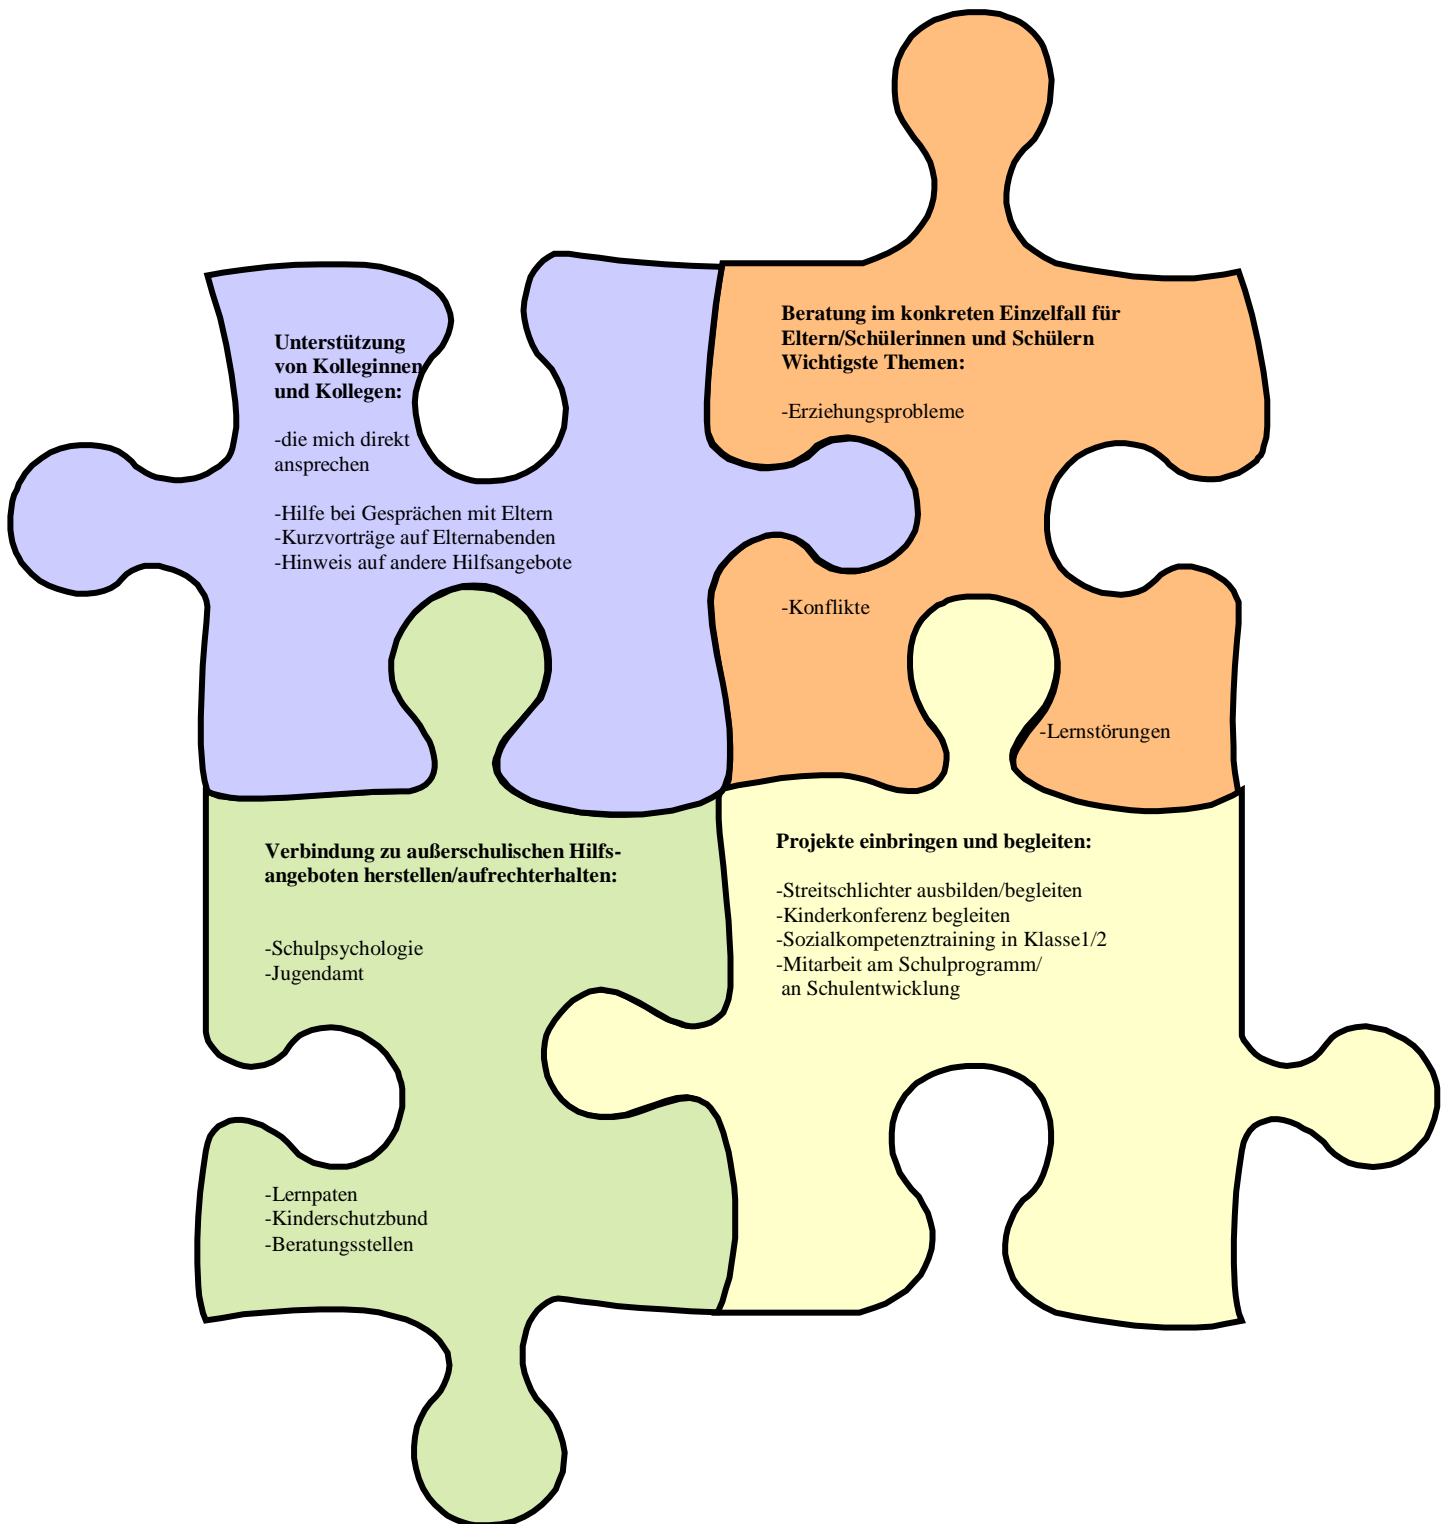 Unterstützung
von Kolleginnen
und Kollegen:
-die mich direkt
ansprechen
-Hilfe bei Gesprächen mit Eltern
-Kurzvorträge auf Elternabenden
-Hinweis auf andere Hilfsangebote
Beratung im konkreten Einzelfall für
Eltern/Schülerinnen und Schülern
Wichtigste Themen:
-Erziehungsprobleme
-Konflikte
-Lernstörungen
Verbindung zu außerschulischen Hilfs-
angeboten herstellen/aufrechterhalten:
-Schulpsychologie
-Jugendamt
-Lernpaten
-Kinderschutzbund
-Beratungsstellen
Projekte einbringen und begleiten:
-Streitschlichter ausbilden/begleiten
-Kinderkonferenz begleiten
-Sozialkompetenztraining in Klasse1/2
-Mitarbeit am Schulprogramm/
an Schulentwicklung